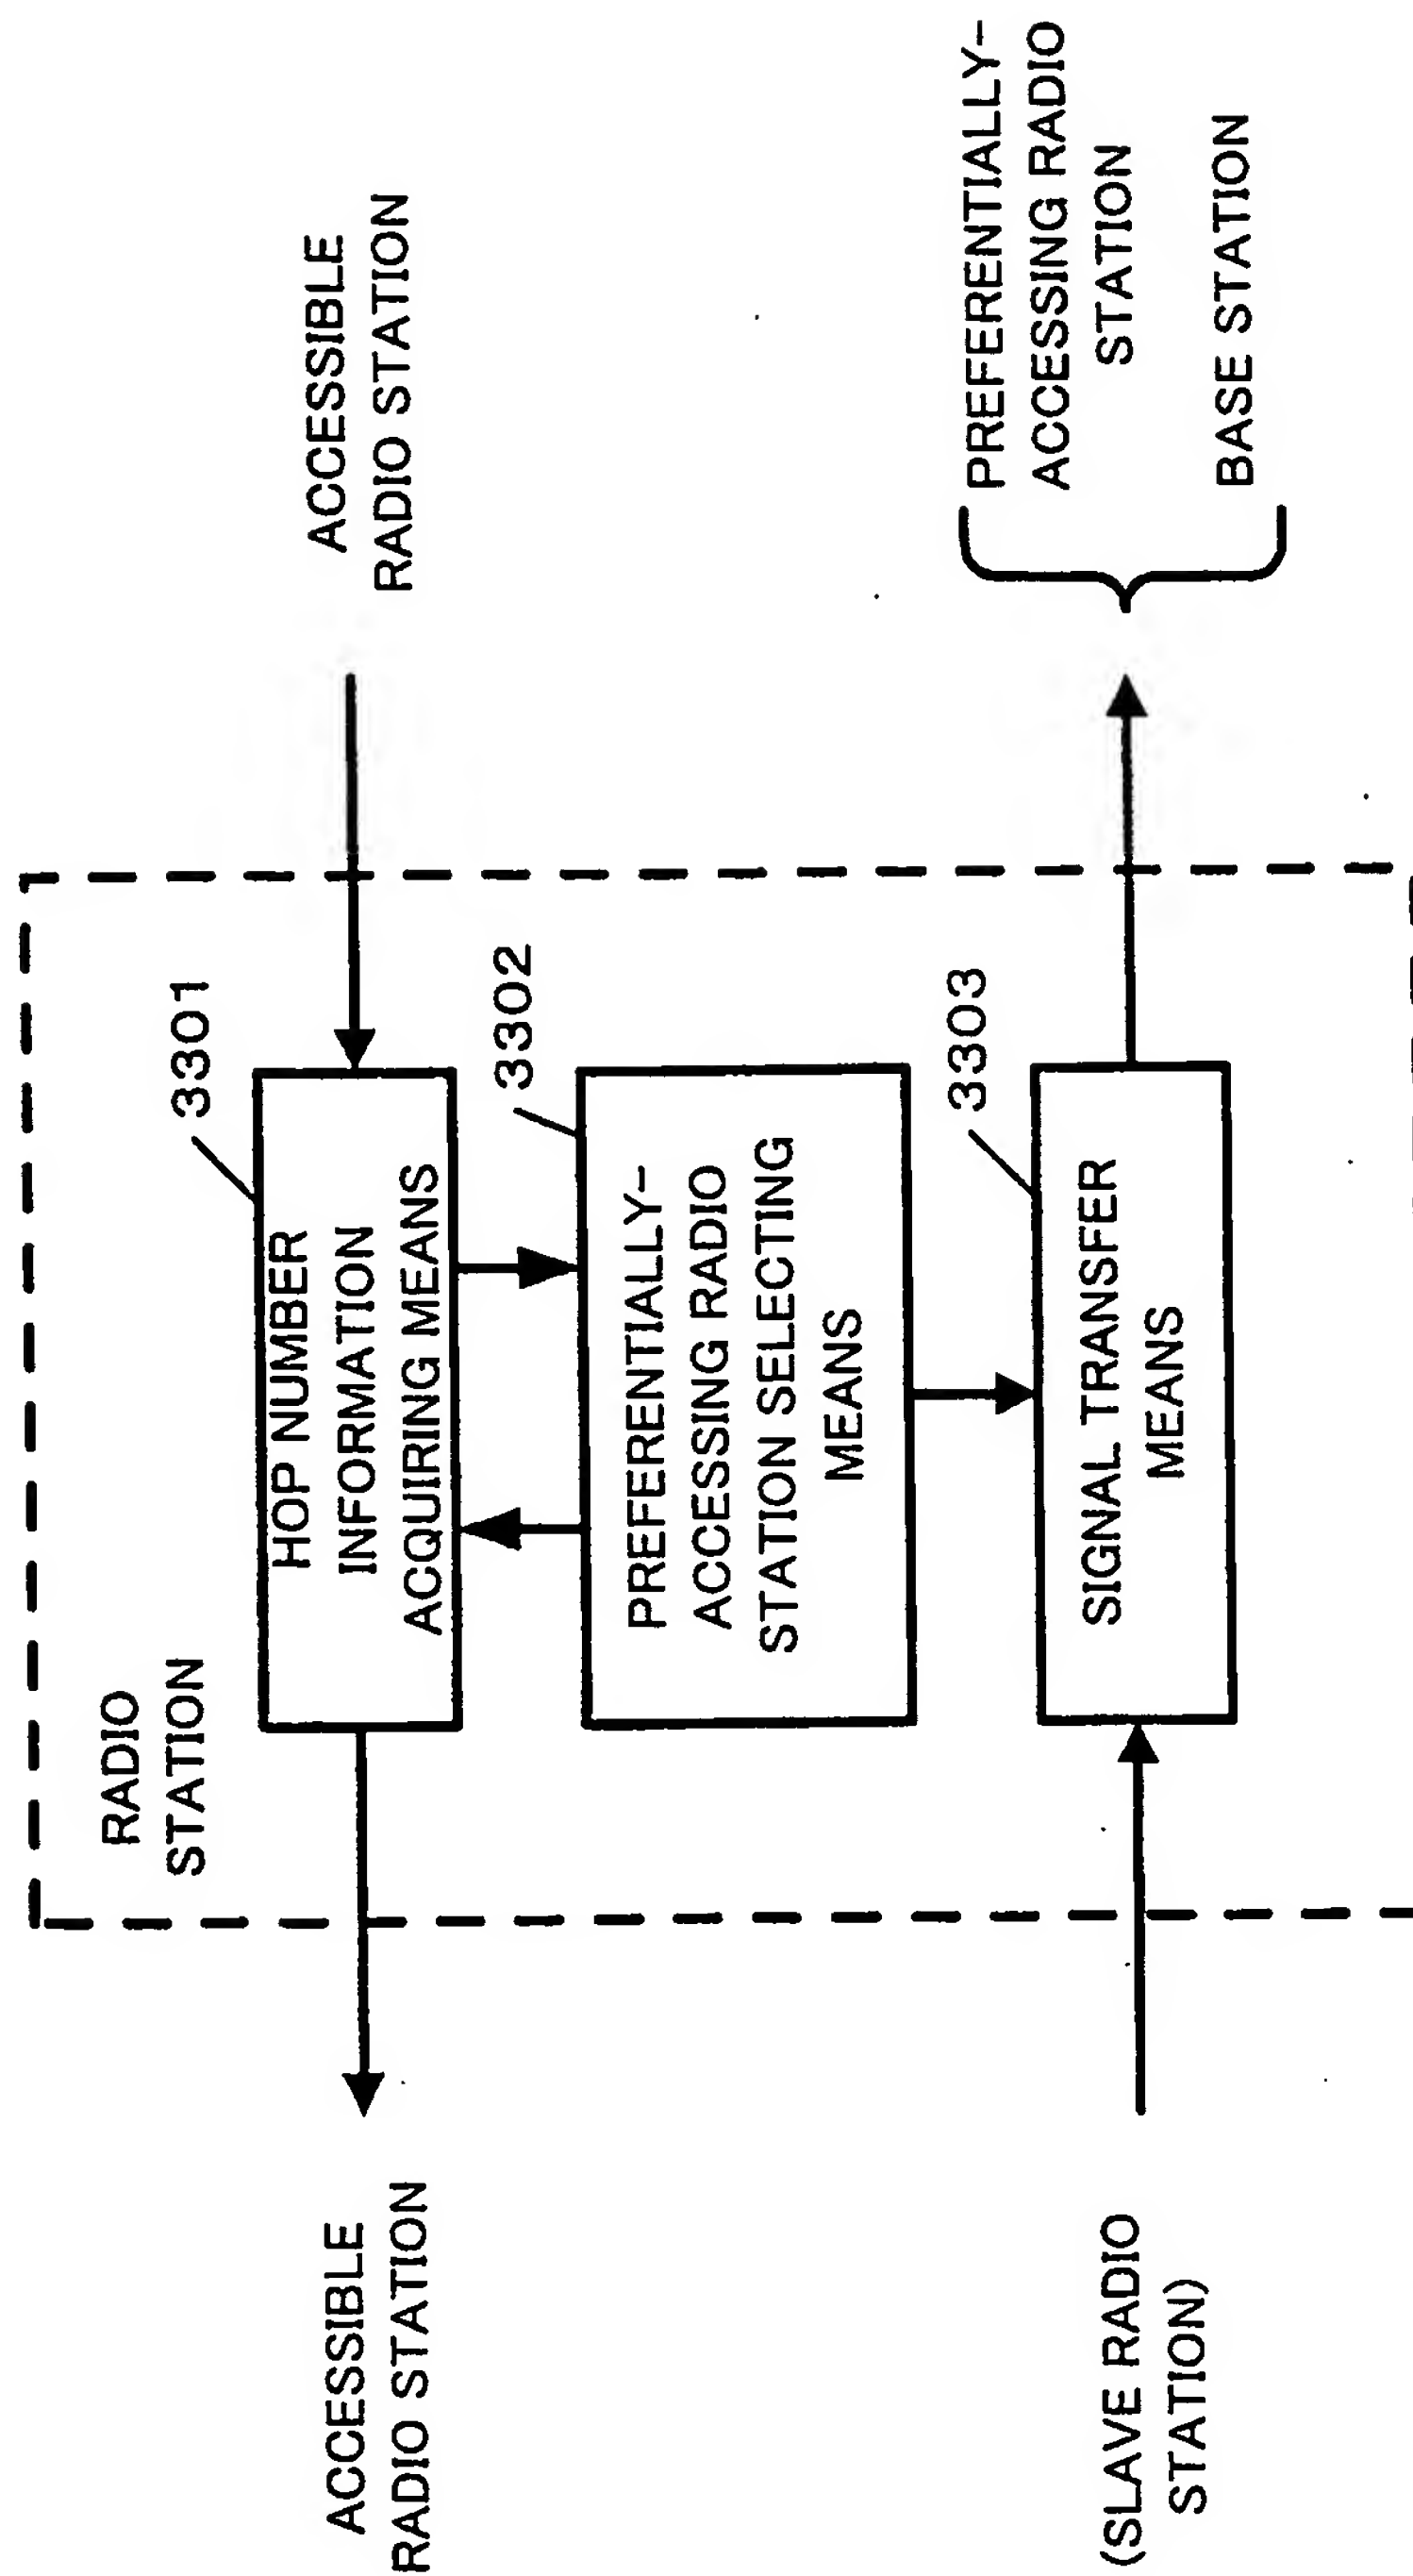 RADIO
STATION
ACCESSIBLE
RADIO STATION
3301
HOP NUMBER
INFORMATION
ACQUIRING MEANS
ACCESSIBLE
RADIO STATION
3302
PREFERENTIALLY-
ACCESSING RADIO
STATION SELECTING
MEANS
(SLAVE RADIO
STATION)
3303
SIGNAL TRANSFER
MEANS
PREFERENTIALLY-
ACCESSING RADIO
STATION
BASE STATION